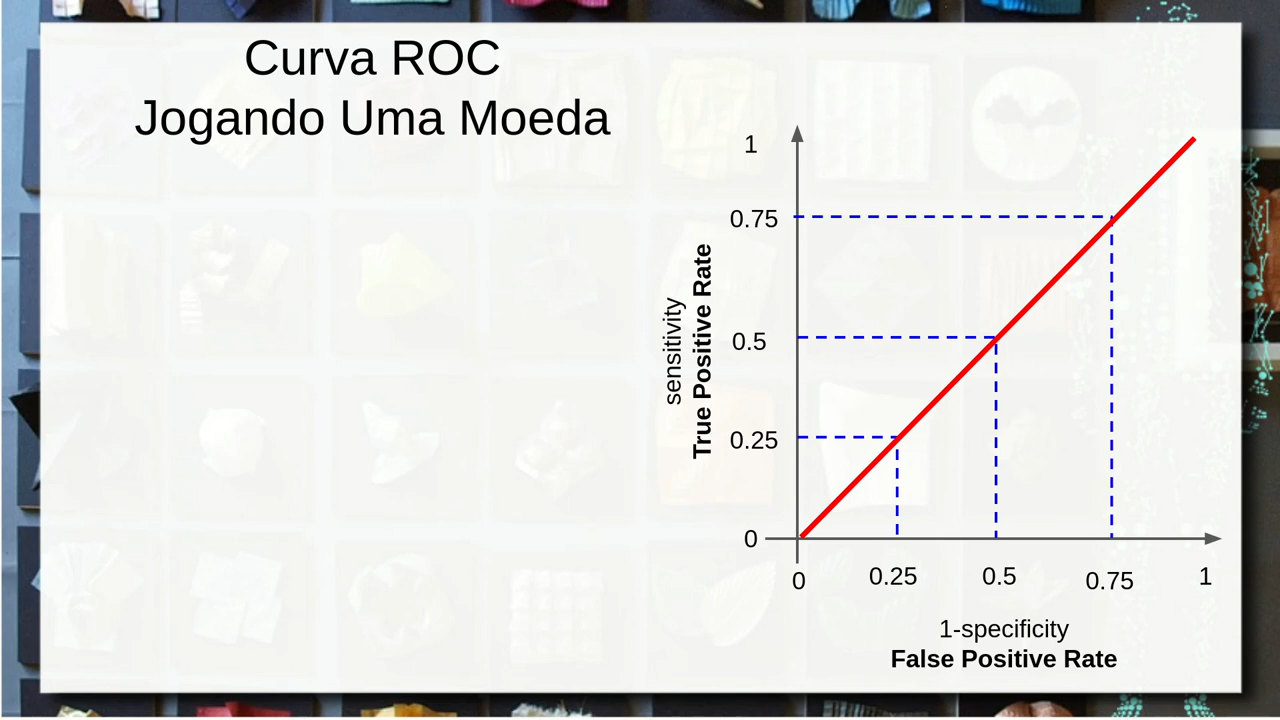 Curva ROC
Jogando Uma Moeda
sensitivity
True Positive Rate
1
0.75
0.5
0.25
0
0
0.25
0.5
0.75
1
1-specificity
False Positive Rate